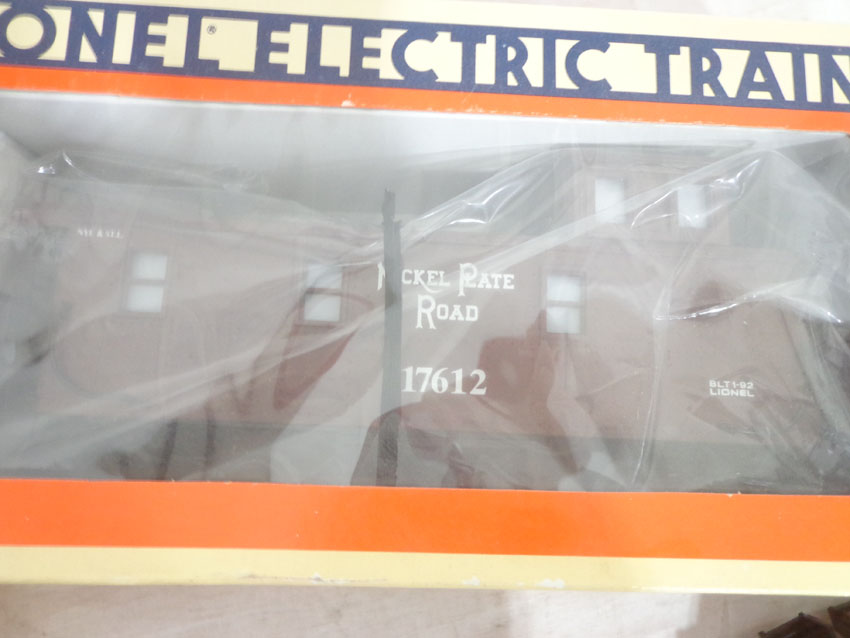 ONEL® ELECTRIC TRAIN
NICKEL PLATE
ROAD
17612
BLT 1-92
LIONEL